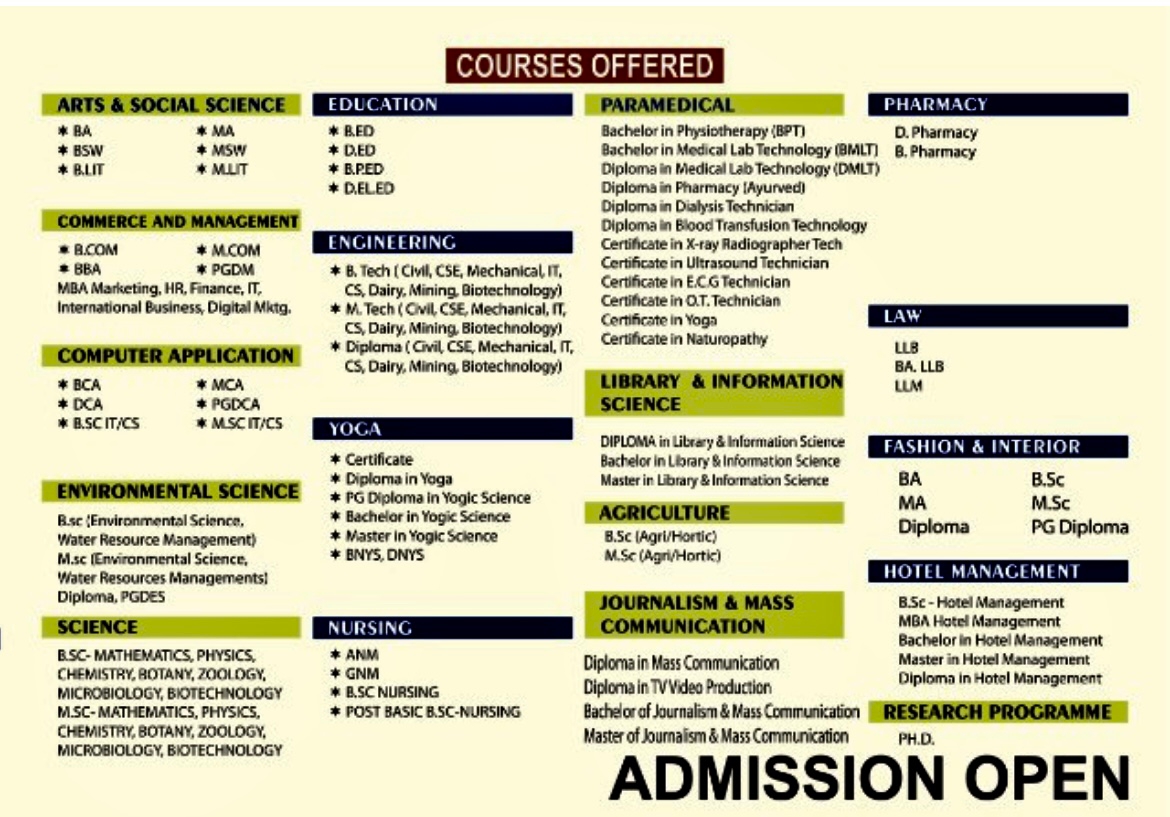 COURSES OFFERED
ARTS & SOCIAL SCIENCE
✶ BA ✶ MA
✶ BSW ✶ MSW
✶ B.LIT ✶ M.LIT
COMMERCE AND MANAGEMENT
✶ B.COM ✶ M.COM
✶ BBA ✶ PGDM
MBA Marketing, HR, Finance, IT,
International Business, Digital Mktg.
COMPUTER APPLICATION
✶ BCA ✶ MCA
✶ DCA ✶ PGDCA
✶ B.SC IT/CS ✶ M.SC IT/CS
ENVIRONMENTAL SCIENCE
B.sc (Environmental Science,
Water Resource Management)
M.sc (Environmental Science,
Water Resources Managements)
Diploma, PGDES
SCIENCE
B.SC- MATHEMATICS, PHYSICS,
CHEMISTRY, BOTANY, ZOOLOGY,
MICROBIOLOGY, BIOTECHNOLOGY
M.SC- MATHEMATICS, PHYSICS,
CHEMISTRY, BOTANY, ZOOLOGY,
MICROBIOLOGY, BIOTECHNOLOGY
EDUCATION
✶ B.ED
✶ D.ED
✶ B.P.ED
✶ D.EL.ED
ENGINEERING
✶ B. Tech ( Civil, CSE, Mechanical, IT,
CS, Dairy, Mining, Biotechnology)
✶ M. Tech ( Civil, CSE, Mechanical, IT,
CS, Dairy, Mining, Biotechnology)
✶ Diploma ( Civil, CSE, Mechanical, IT,
CS, Dairy, Mining, Biotechnology)
YOGA
✶ Certificate
✶ Diploma in Yoga
✶ PG Diploma in Yogic Science
✶ Bachelor in Yogic Science
✶ Master in Yogic Science
✶ BNYS, DNYS
NURSING
✶ ANM
✶ GNM
✶ B.SC NURSING
✶ POST BASIC B.SC-NURSING
PARAMEDICAL
Bachelor in Physiotherapy (BPT)
Bachelor in Medical Lab Technology (BMLT)
Diploma in Medical Lab Technology (DMLT)
Diploma in Pharmacy (Ayurved)
Diploma in Dialysis Technician
Diploma in Blood Transfusion Technology
Certificate in X-ray Radiographer Tech
Certificate in Ultrasound Technician
Certificate in E.C.G Technician
Certificate in O.T. Technician
Certificate in Yoga
Certificate in Naturopathy
LIBRARY & INFORMATION
SCIENCE
DIPLOMA in Library & Information Science
Bachelor in Library & Information Science
Master in Library & Information Science
AGRICULTURE
B.Sc (Agri/Hortic)
M.Sc (Agri/Hortic)
JOURNALISM & MASS
COMMUNICATION
Diploma in Mass Communication
Diploma in TV Video Production
Bachelor of Journalism & Mass Communication
Master of Journalism & Mass Communication
PHARMACY
D. Pharmacy
B. Pharmacy
LAW
LLB
BA. LLB
LLM
FASHION & INTERIOR
BA B.Sc
MA M.Sc
Diploma PG Diploma
HOTEL MANAGEMENT
B.Sc - Hotel Management
MBA Hotel Management
Bachelor in Hotel Management
Master in Hotel Management
Diploma in Hotel Management
RESEARCH PROGRAMME
PH.D.
ADMISSION OPEN